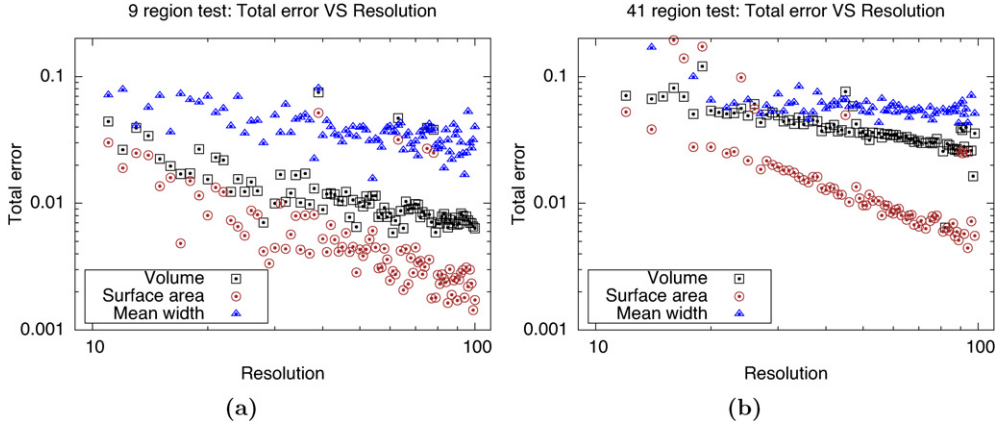 9 region test: Total error VS Resolution
Total error
0.1
0.01
0.001
10
100
Resolution
Volume
Surface area
Mean width
(a)
41 region test: Total error VS Resolution
Total error
0.1
0.01
0.001
10
100
Resolution
Volume
Surface area
Mean width
(b)